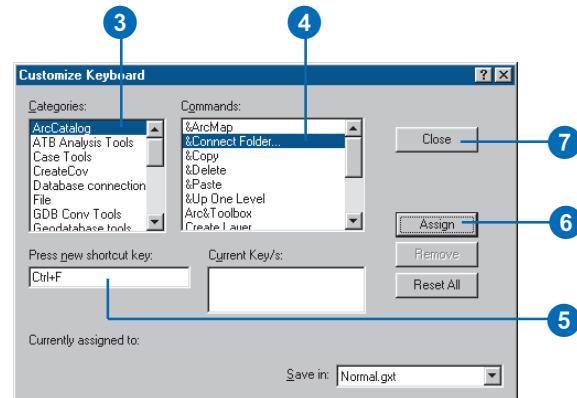 3
4
Customize Keyboard
Categories:
Commands:
ArcCatalog
ATB Analysis Tools
Case Tools
CreateCov
Database connection
File
GDB Conv Tools
Geodatabase tools
&ArcMap
&Connect Folder...
&Copy
&Delete
&Paste
&Up One Level
Arc&Toolbox
Create Layer
Close
7
Assign
6
Remove
Reset All
Press new shortcut key:
Ctrl+F
Current Key/s:
5
Currently assigned to:
Save in:
Normal.gxt